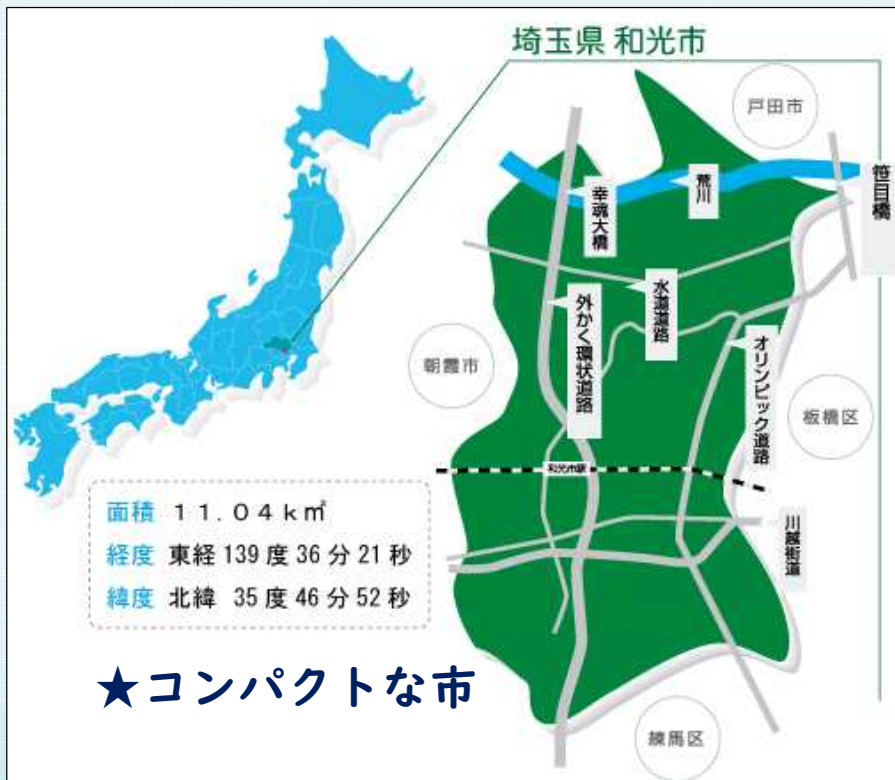 埼玉県 和光市
戸田市
笹目橋
荒川
幸魂大橋
水道道路
外かく環状道路
オリンピック道路
朝霞市
板橋区
和光市駅
川越街道
練馬区
面積 １１.０４ｋ㎡
経度 東経 139 度 36 分 21 秒
緯度 北緯 35 度 46 分 52 秒
★コンパクトな市